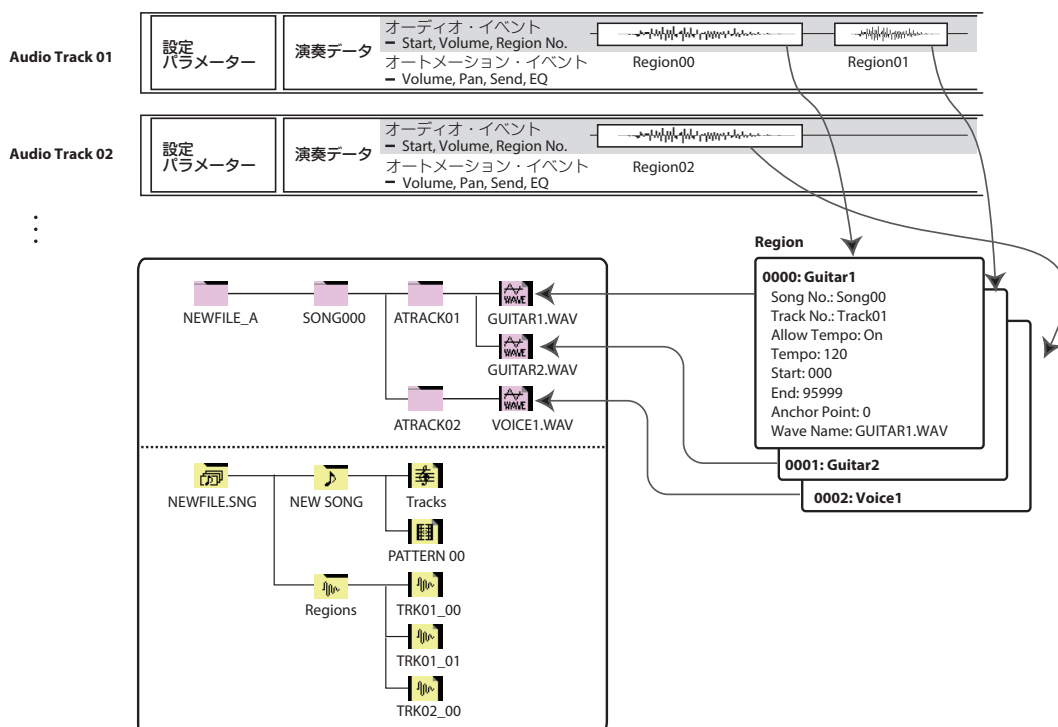 Audio Track 01
設定
パラメーター
演奏データ
オーディオ・イベント
– Start, Volume, Region No.
オートメーション・イベント
– Volume, Pan, Send, EQ
Region00
Region01
Audio Track 02
設定
パラメーター
演奏データ
オーディオ・イベント
– Start, Volume, Region No.
オートメーション・イベント
– Volume, Pan, Send, EQ
Region02
Region
0000: Guitar1
Song No.: Song00
Track No.: Track01
Allow Tempo: On
Tempo: 120
Start: 000
End: 95999
Anchor Point: 0
Wave Name: GUITAR1.WAV
0001: Guitar2
0002: Voice1
NEWFILE_A
SONG000
ATRACK01
WAVE
GUITAR1.WAV
WAVE
GUITAR2.WAV
ATRACK02
WAVE
VOICE1.WAV
NEWFILE.SNG
NEW SONG
Tracks
PATTERN 00
Regions
TRK01_00
TRK01_01
TRK02_00